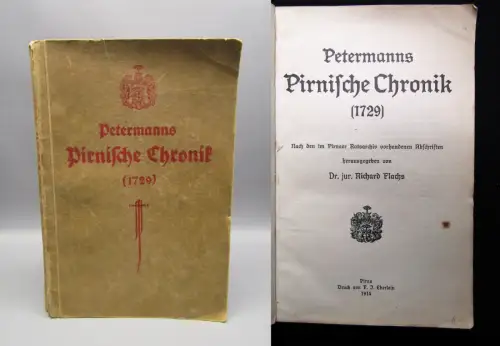 Petermanns
Pirnische Chronik
(1729)
Petermanns
Pirnische Chronik
(1729)
Nach den im Pirnaer Ratsarchiv vorhandenen Abschriften
herausgegeben von
Dr. jur. Richard Flachs
Pirna
Druck von F. J. Eberlein
1914